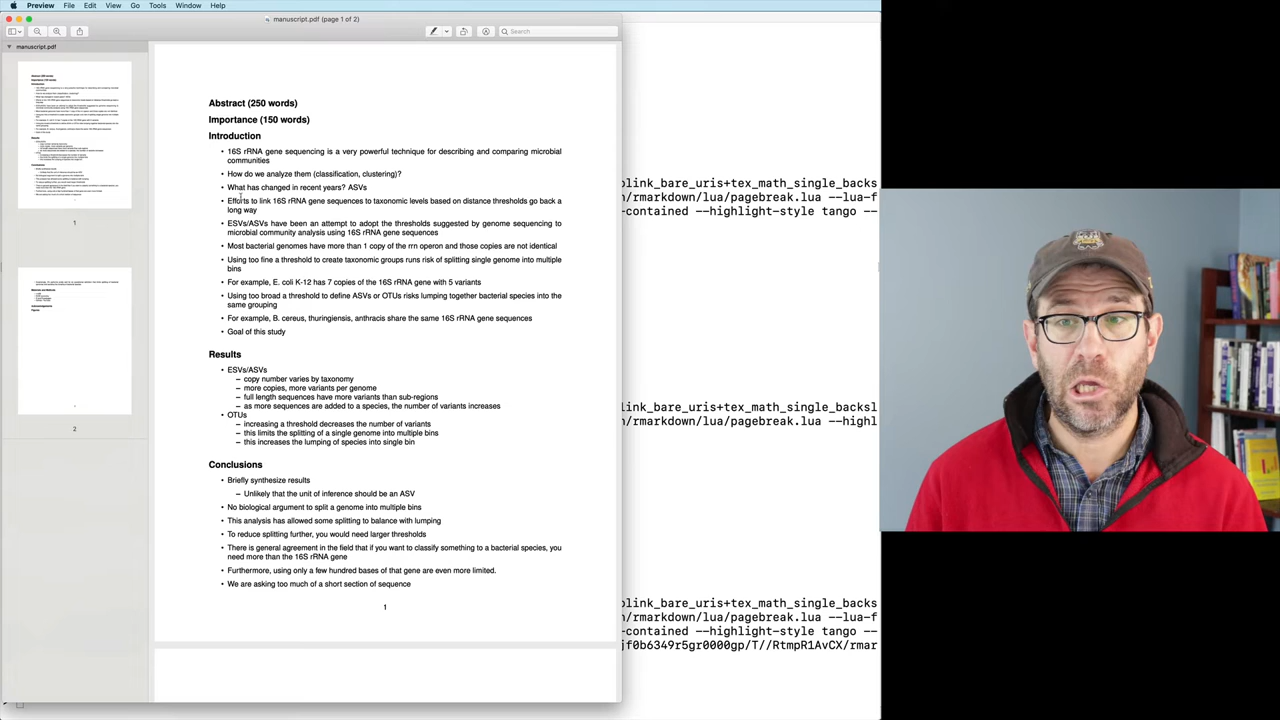 Preview File Edit View Go Tools Window Help
manuscript.pdf (page 1 of 2)
Search
manuscript.pdf
1
2
Abstract (250 words)
Importance (150 words)
Introduction
• 16S rRNA gene sequencing is a very powerful technique for describing and comparing microbial
communities
• How do we analyze them (classification, clustering)?
• What has changed in recent years? ASVs
• Efforts to link 16S rRNA gene sequences to taxonomic levels based on distance thresholds go back a
long way
• ESVs/ASVs have been an attempt to adopt the thresholds suggested by genome sequencing to
microbial community analysis using 16S rRNA gene sequences
• Most bacterial genomes have more than 1 copy of the rrn operon and those copies are not identical
• Using too fine a threshold to create taxonomic groups runs risk of splitting single genome into multiple
bins
• For example, E. coli K-12 has 7 copies of the 16S rRNA gene with 5 variants
• Using too broad a threshold to define ASVs or OTUs risks lumping together bacterial species into the
same grouping
• For example, B. cereus, thuringiensis, anthracis share the same 16S rRNA gene sequences
• Goal of this study
Results
• ESVs/ASVs
– copy number varies by taxonomy
– more copies, more variants per genome
– full length sequences have more variants than sub-regions
– as more sequences are added to a species, the number of variants increases
• OTUs
– increasing a threshold decreases the number of variants
– this limits the splitting of a single genome into multiple bins
– this increases the lumping of species into single bin
Conclusions
• Briefly synthesize results
– Unlikely that the unit of inference should be an ASV
• No biological argument to split a genome into multiple bins
• This analysis has allowed some splitting to balance with lumping
• To reduce splitting further, you would need larger thresholds
• There is general agreement in the field that if you want to classify something to a bacterial species, you
need more than the 16S rRNA gene
• Furthermore, using only a few hundred bases of that gene are even more limited.
• We are asking too much of a short section of sequence
1
link_bare_uris+tex_math_single_backs
/rmarkdown/lua/pagebreak.lua --lua-f
-contained --highlight-style tango --
link_bare_uris+tex_math_single_backsl
/rmarkdown/lua/pagebreak.lua --highl
link_bare_uris+tex_math_single_backs
/rmarkdown/lua/pagebreak.lua --lua-f
-contained --highlight-style tango --
jf0b6349r5gr0000gp/T//RtmpR1AvCX/rmar